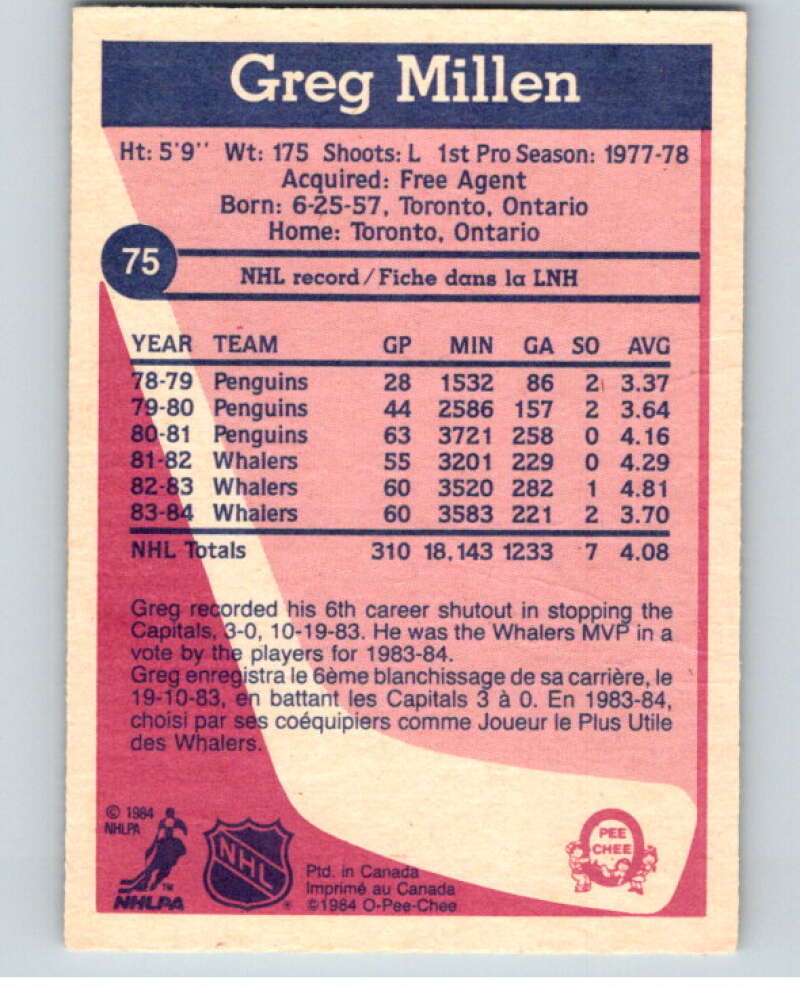 Greg Millen
Ht: 5'9'' Wt: 175 Shoots: L 1st Pro Season: 1977-78
Acquired: Free Agent
Born: 6-25-57, Toronto, Ontario
Home: Toronto, Ontario
75
NHL record/Fiche dans la LNH
YEAR TEAM GP MIN GA SO AVG
78-79 Penguins 28 1532 86 2 3.37
79-80 Penguins 44 2586 157 2 3.64
80-81 Penguins 63 3721 258 0 4.16
81-82 Whalers 55 3201 229 0 4.29
82-83 Whalers 60 3520 282 1 4.81
83-84 Whalers 60 3583 221 2 3.70
NHL Totals 310 18,143 1233 7 4.08
Greg recorded his 6th career shutout in stopping the
Capitals, 3-0, 10-19-83. He was the Whalers MVP in a
vote by the players for 1983-84.
Greg enregistra le 6ème blanchissage de sa carrière, le
19-10-83, en battant les Capitals 3 à 0. En 1983-84,
choisi par ses coéquipiers comme Joueur le Plus Utile
des Whalers.
© 1984
NHLPA
TM
NHLPA
NHL
®
Ptd. in Canada
Imprimé au Canada
©1984 O-Pee-Chee
PEE
CHEE